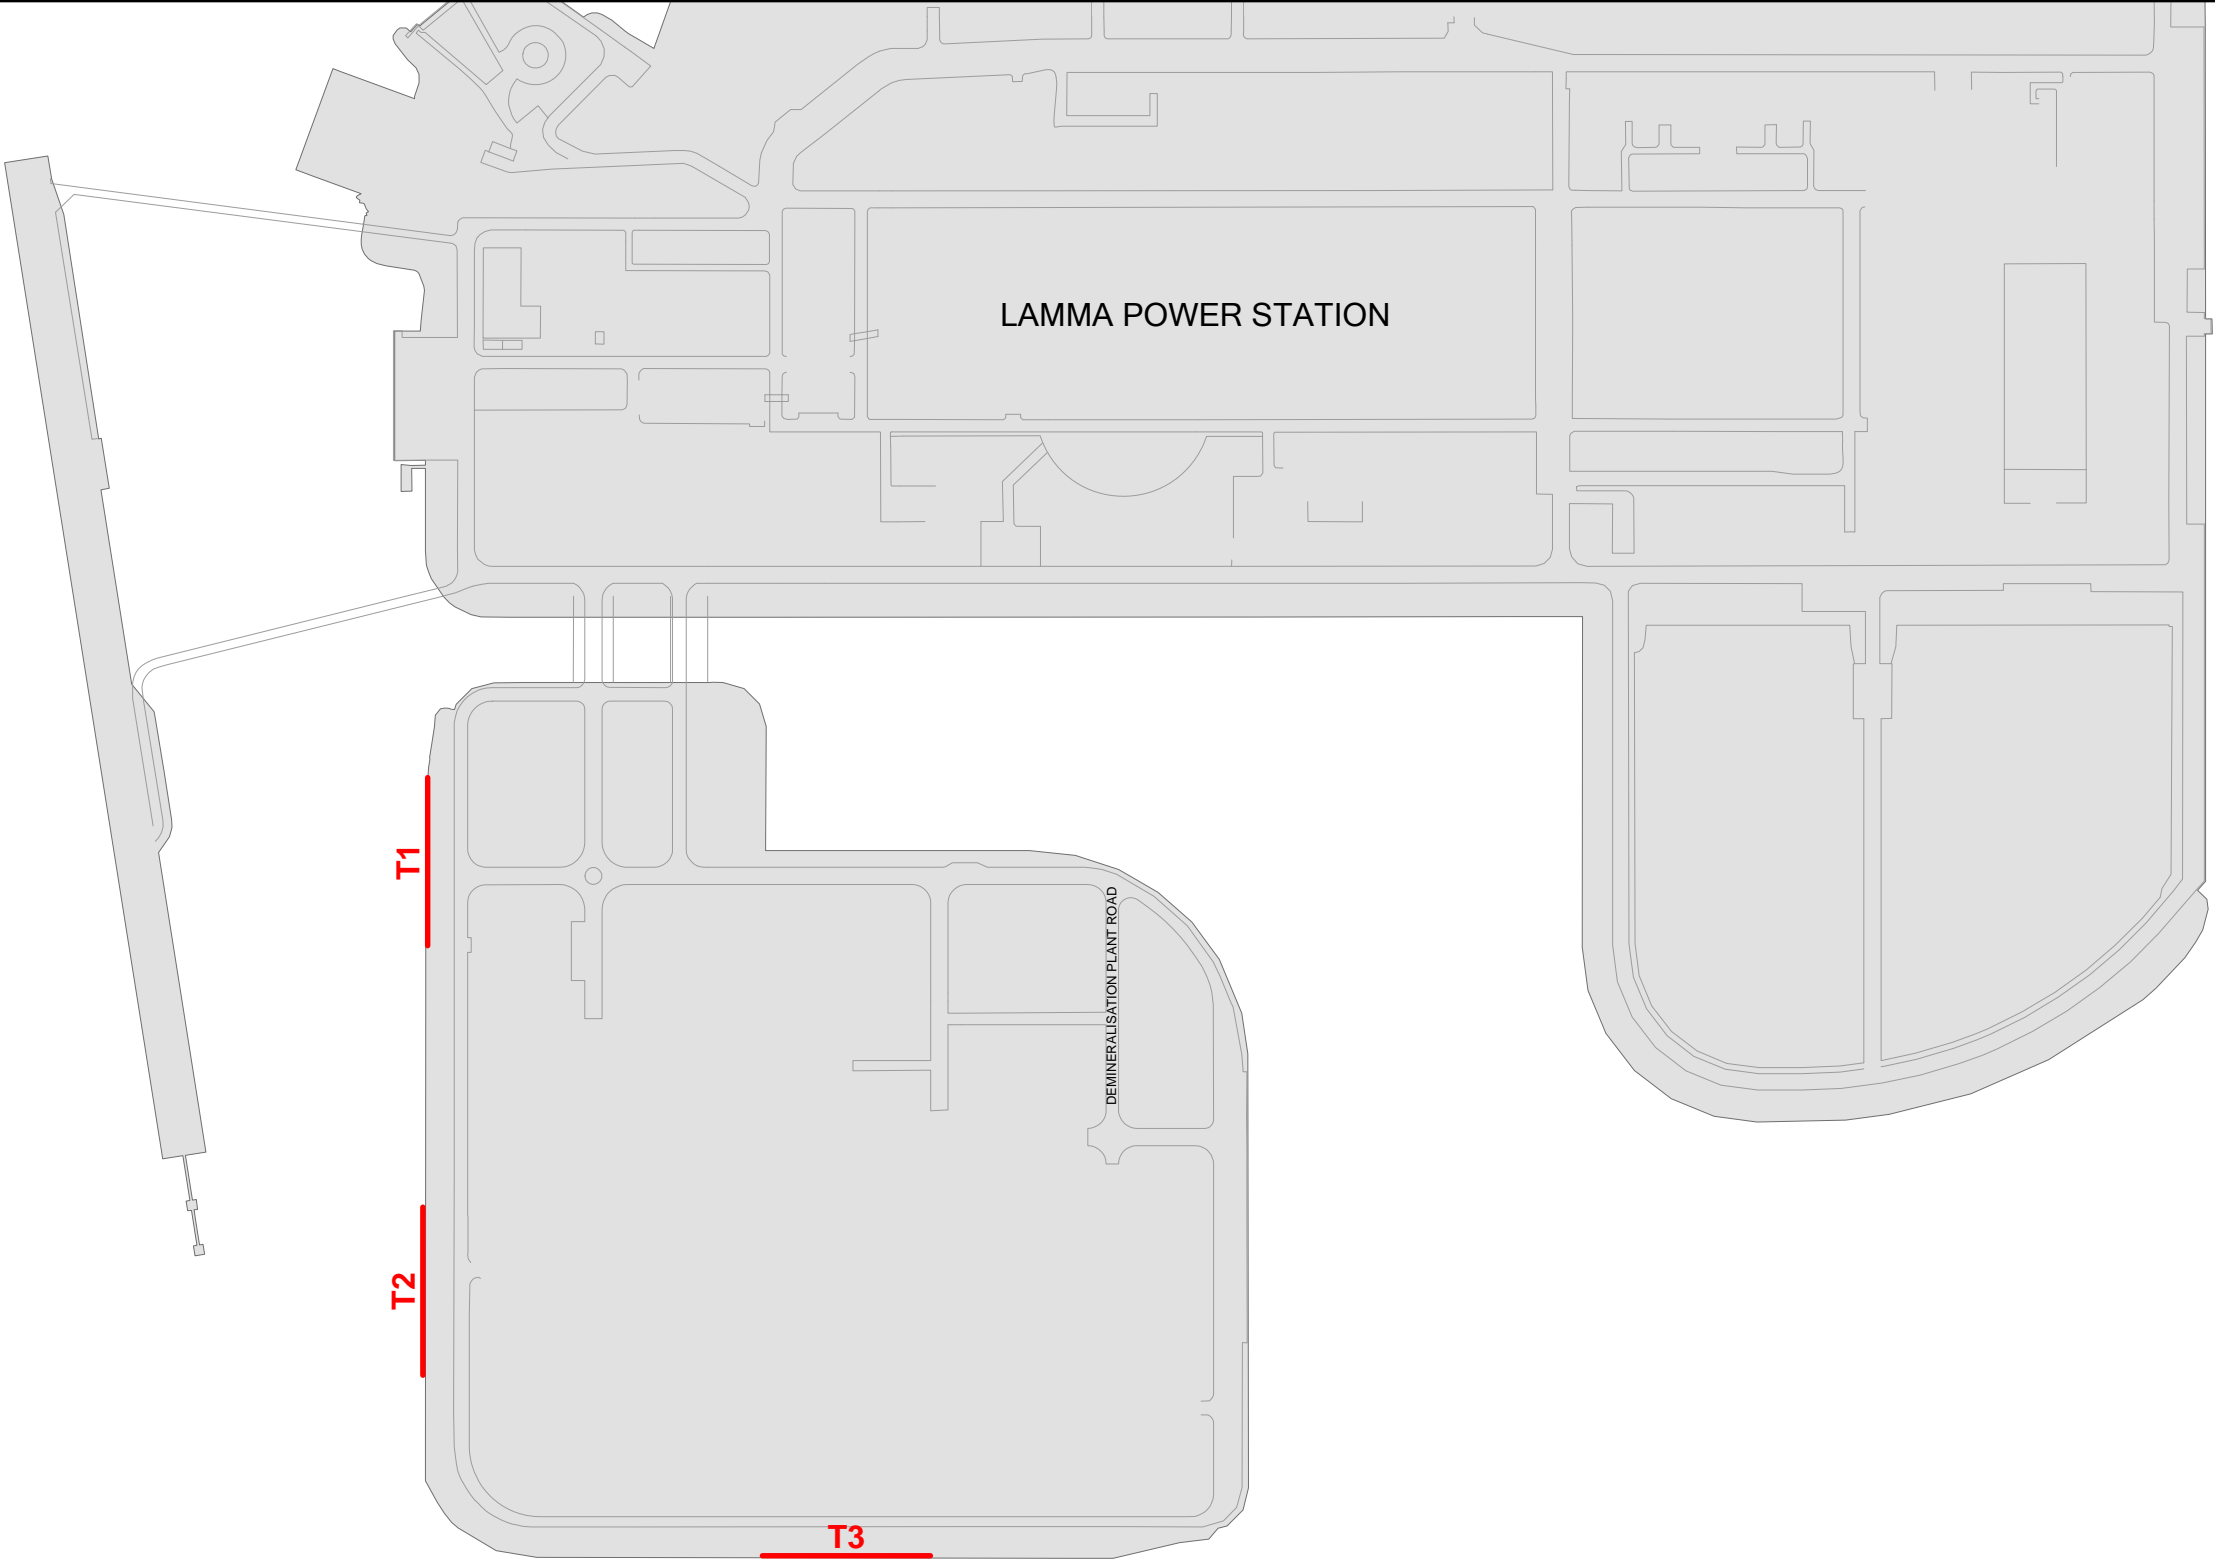 LAMMA POWER STATION
T1
DEMINERALISATION PLANT ROAD
T2
T3